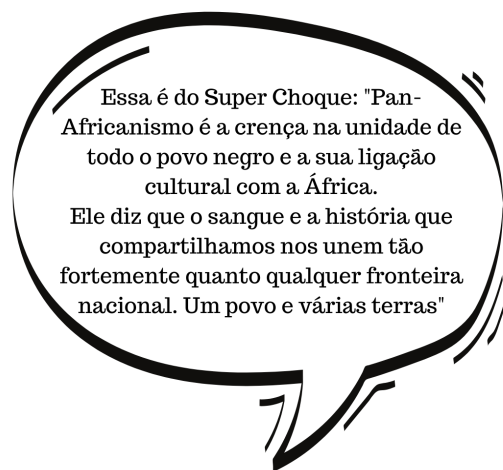 Essa é do Super Choque: "Pan-
Africanismo é a crença na unidade de
todo o povo negro e a sua ligação
cultural com a África.
Ele diz que o sangue e a história que
compartilhamos nos unem tão
fortemente quanto qualquer fronteira
nacional. Um povo e várias terras"